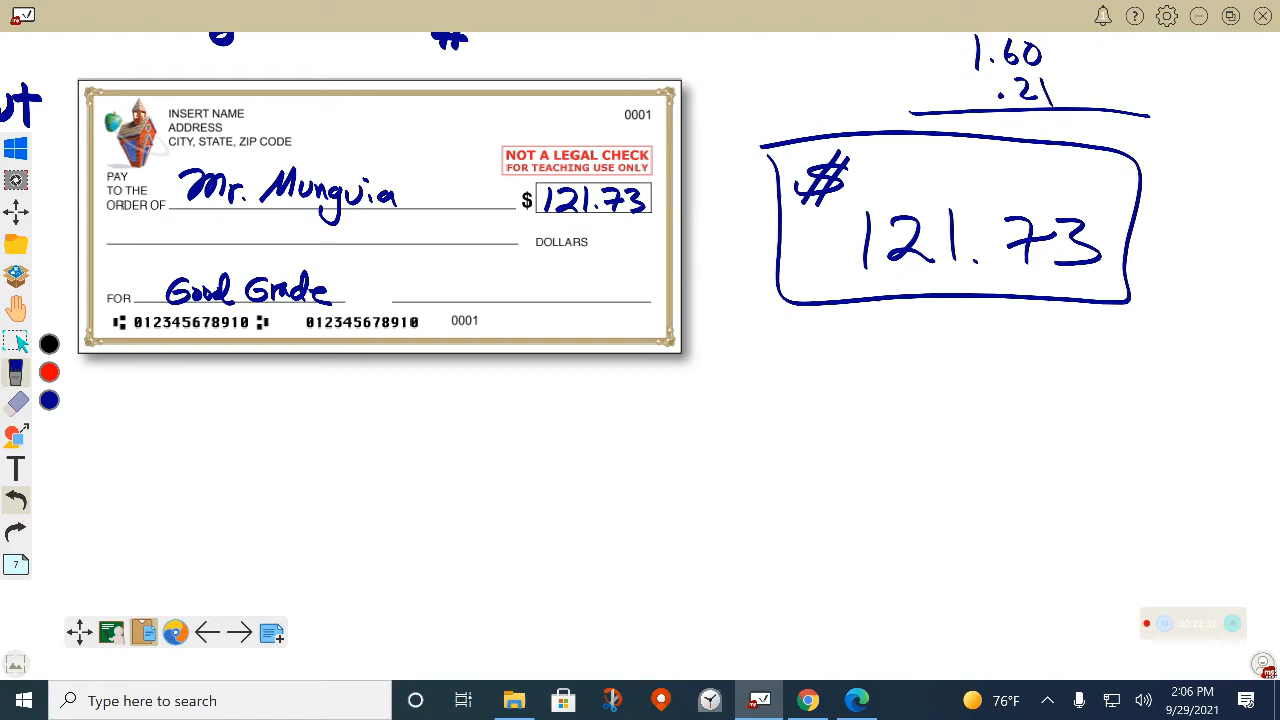 1.60
.21
$
121.73
INSERT NAME
ADDRESS
CITY, STATE, ZIP CODE
0001
NOT A LEGAL CHECK
FOR TEACHING USE ONLY
PAY
TO THE
ORDER OF Mr. Munguia $ 121.73
DOLLARS
FOR Good Grade
012345678910 012345678910 0001
T
7
Type here to search
76°F
2:06 PM
9/29/2021